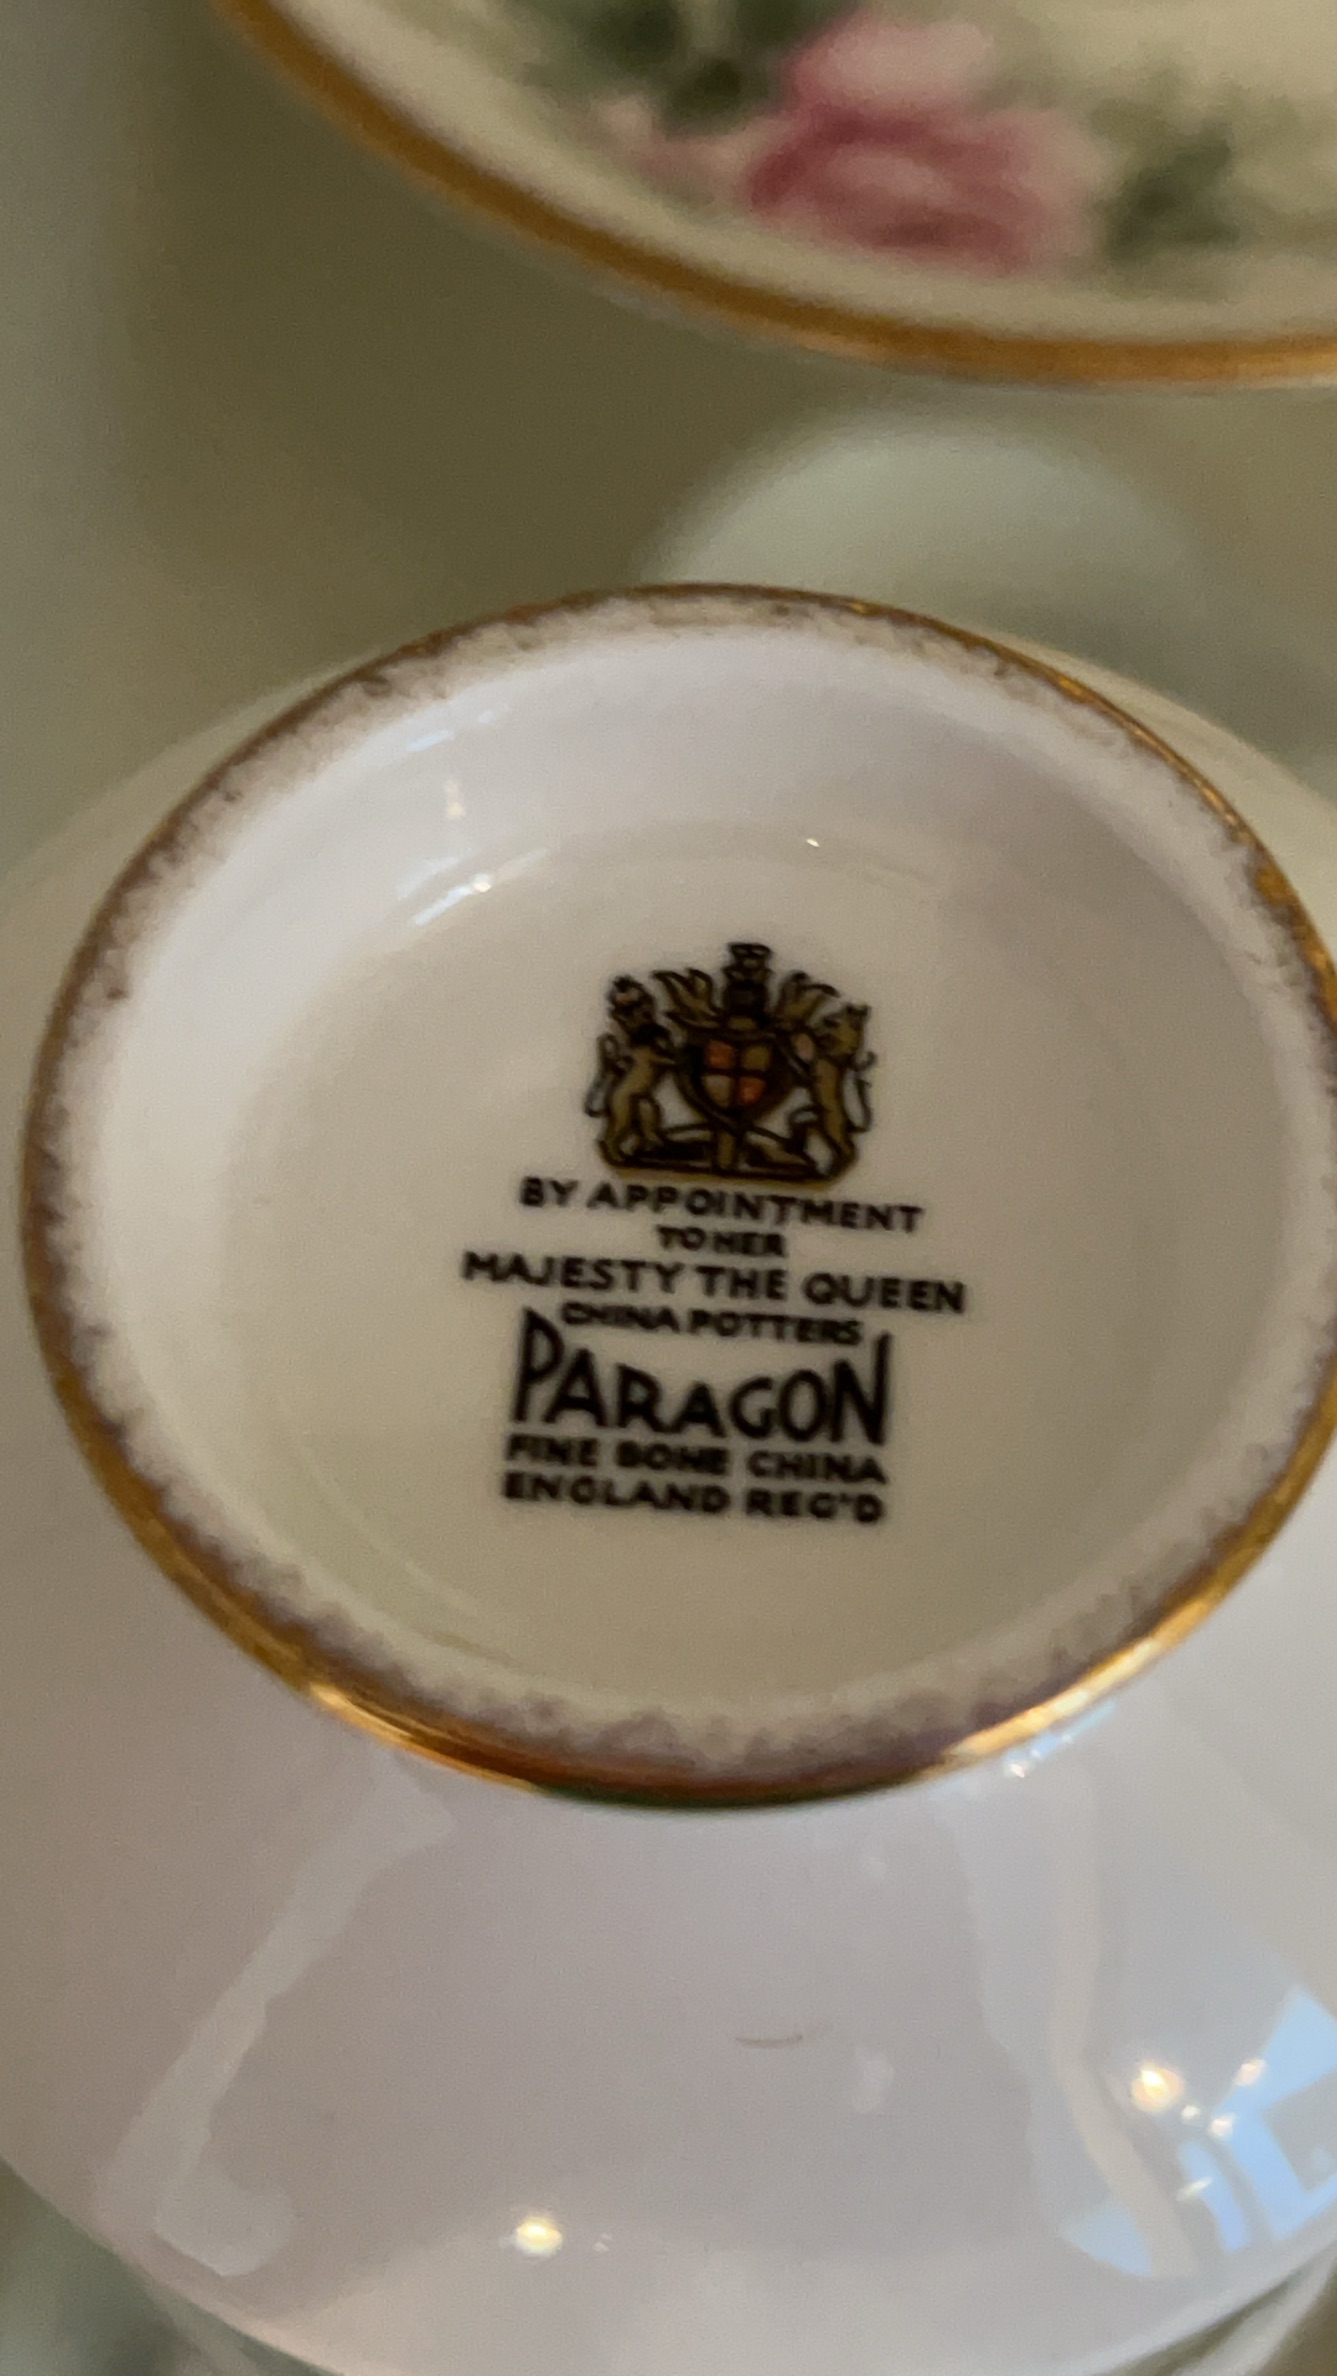 BY APPOINTMENT
TO HER
MAJESTY THE QUEEN
CHINA POTTERS
PARAGON
FINE BONE CHINA
ENGLAND REG'D